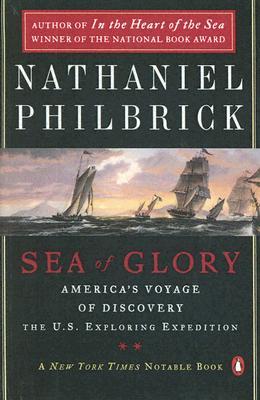 AUTHOR OF In the Heart of the Sea
WINNER OF THE NATIONAL BOOK AWARD
NATHANIEL
PHILBRICK
SEA of GLORY
AMERICA'S VOYAGE
OF DISCOVERY
THE U.S. EXPLORING EXPEDITION
A NEW YORK TIMES NOTABLE BOOK